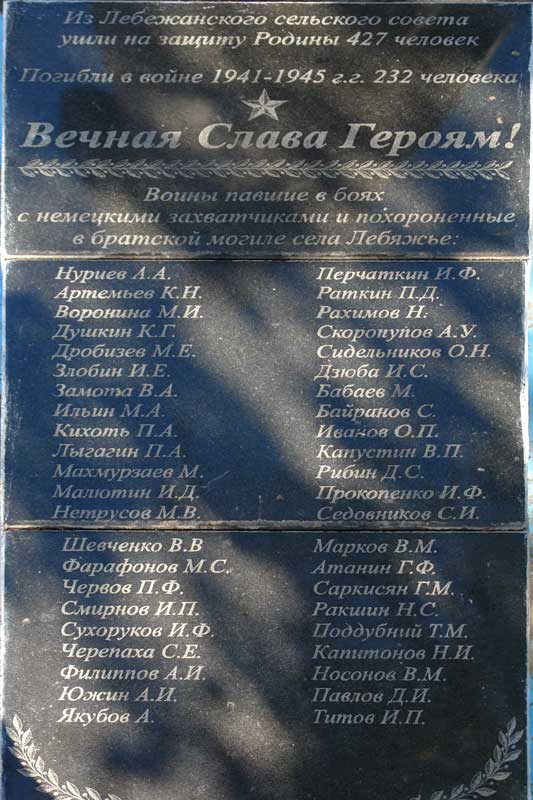 Из Лебежанского сельского совета
ушли на защиту Родины 427 человек
Погибли в войне 1941-1945 г.г. 232 человека
Вечная Слава Героям!
Воины павшие в боях
с немецкими захватчиками и похороненные
в братской могиле села Лебяжье:
Нуриев А.А.
Артемьев К.Н.
Воронина М.И.
Душкин К.Г.
Дробизев М.Е.
Злобин И.Е.
Замота В.А.
Ильин М.А.
Кихоть П.А.
Лыгагин П.А.
Махмурзаев М.
Малютин И.Д.
Нетрусов М.В.
Перчаткин И.Ф.
Раткин П.Д.
Рахимов Н.
Скоропупов А.У.
Сидельников О.Н.
Дзюба И.С.
Бабаев М.
Байранов С.
Иванов О.П.
Капустин В.П.
Рибин Д.С.
Прокопенко И.Ф.
Седовников С.И.
Шевченко В.В
Фарафонов М.С.
Червов П.Ф.
Смирнов И.П.
Сухоруков И.Ф.
Черепаха С.Е.
Филиппов А.И.
Южин А.И.
Якубов А.
Марков В.М.
Атанин Г.Ф.
Саркисян Г.М.
Ракшин Н.С.
Поддубний Т.М.
Капитонов Н.И.
Носонов В.М.
Павлов Д.И.
Титов И.П.